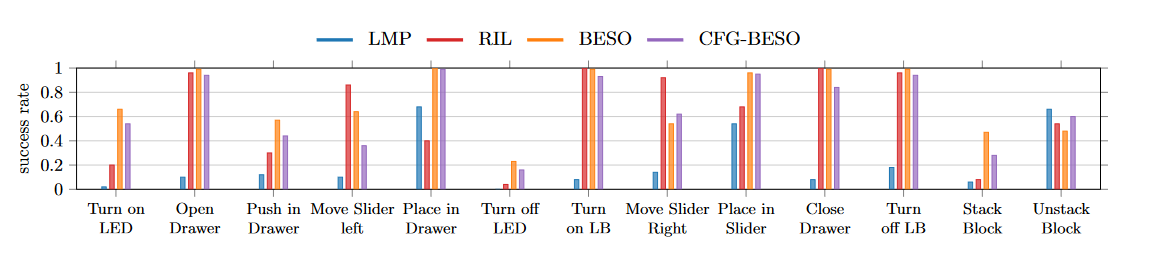 LMP RIL BESO CFG-BESO
success rate
1
0.8
0.6
0.4
0.2
0
Turn on LED
Open Drawer
Push in Drawer
Move Slider left
Place in Drawer
Turn off LED
Turn on LB
Move Slider Right
Place in Slider
Close Drawer
Turn off LB
Stack Block
Unstack Block